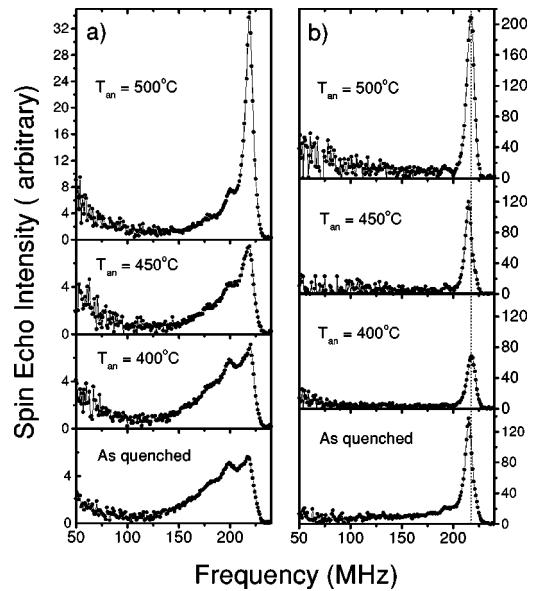 a)
b)
T_an = 500°C
T_an = 500°C
T_an = 450°C
T_an = 450°C
T_an = 400°C
T_an = 400°C
As quenched
As quenched
Spin Echo Intensity ( arbitrary)
32
28
24
20
16
12
8
4
0
4
0
4
0
4
0
200
160
120
80
40
0
120
80
40
0
120
80
40
0
120
80
40
0
50 100 150 200
50 100 150 200
Frequency (MHz)